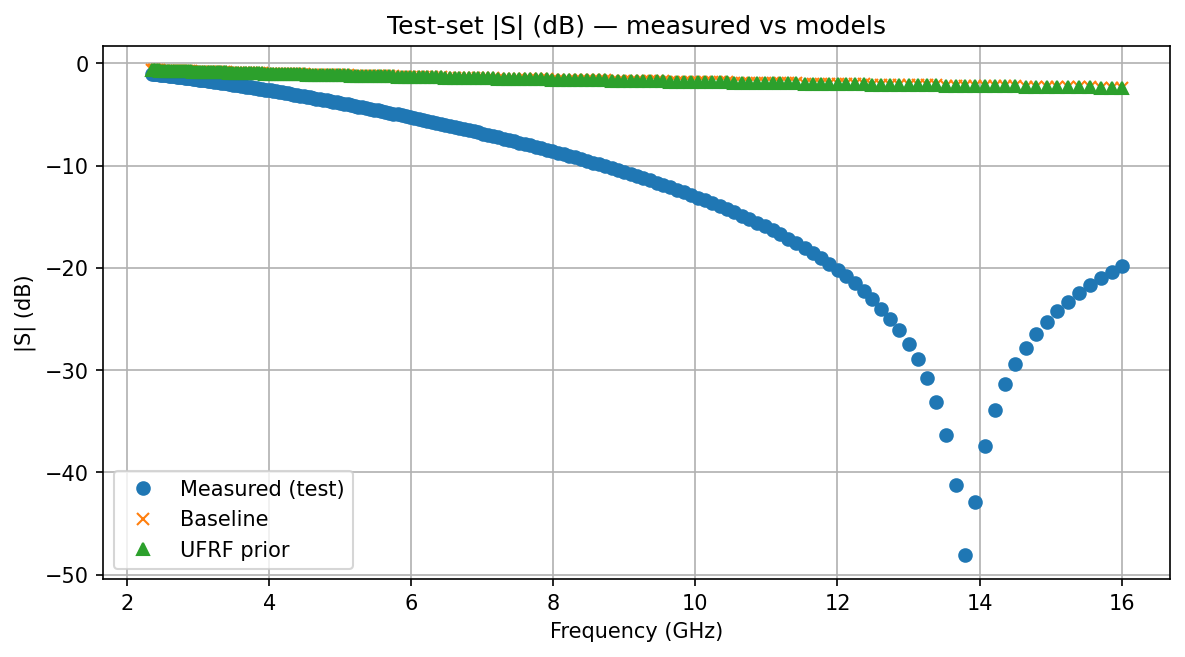 Test-set |S| (dB) — measured vs models
0
−10
−20
−30
−40
−50
|S| (dB)
Measured (test)
Baseline
UFRF prior
2 4 6 8 10 12 14 16
Frequency (GHz)